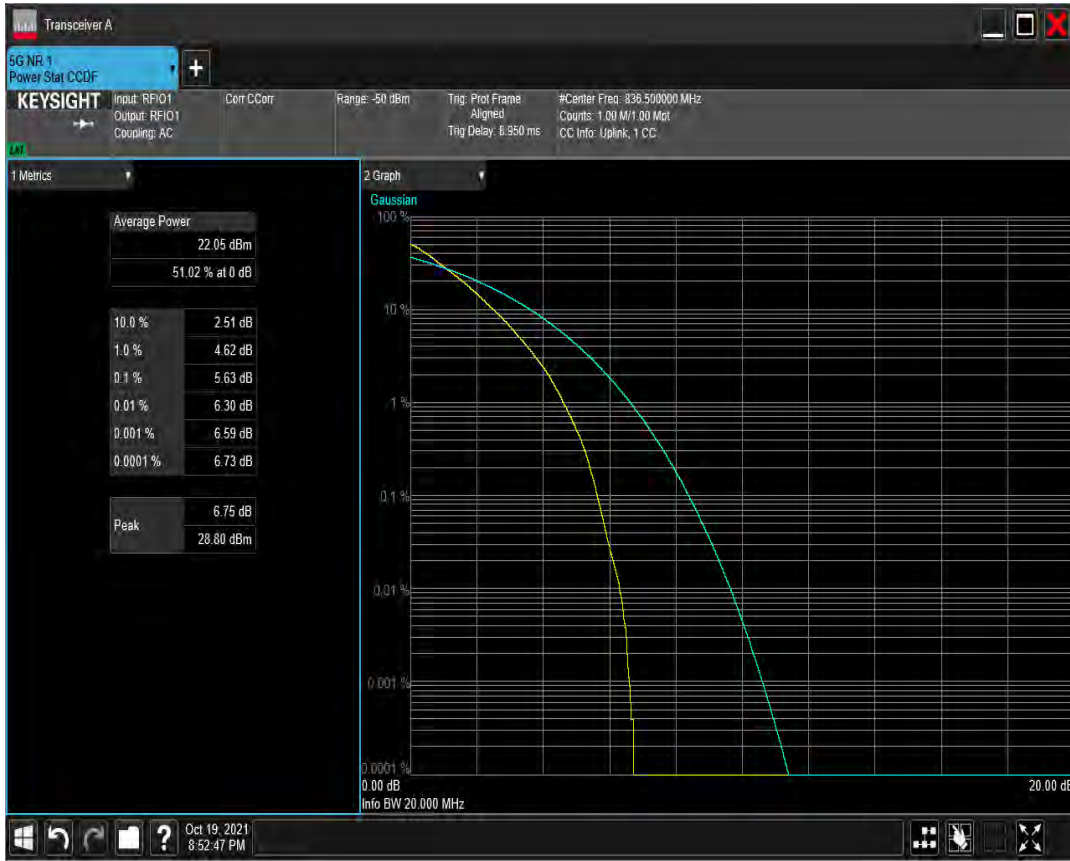 Transceiver A
5G NR 1
Power Stat CCDF
+
KEYSIGHT
Input: RFIO1
Output: RFIO1
Coupling: AC
Corr CCorr
Range: -50 dBm
Trig: Prot Frame
Aligned
Trig Delay: 8.950 ms
#Center Freq: 836.500000 MHz
Counts: 1.00 M/1.00 Mpt
CC Info: Uplink, 1 CC
1 Metrics
Average Power
22.05 dBm
51.02 % at 0 dB
10.0 % 2.51 dB
1.0 % 4.62 dB
0.1 % 5.63 dB
0.01 % 6.30 dB
0.001 % 6.59 dB
0.0001 % 6.73 dB
Peak
6.75 dB
28.80 dBm
2 Graph
Gaussian
100 %
10 %
1 %
0.1 %
0.01 %
0.001 %
0.0001 %
0.00 dB
20.00 dB
Info BW 20.000 MHz
?
Oct 19, 2021
8:52:47 PM